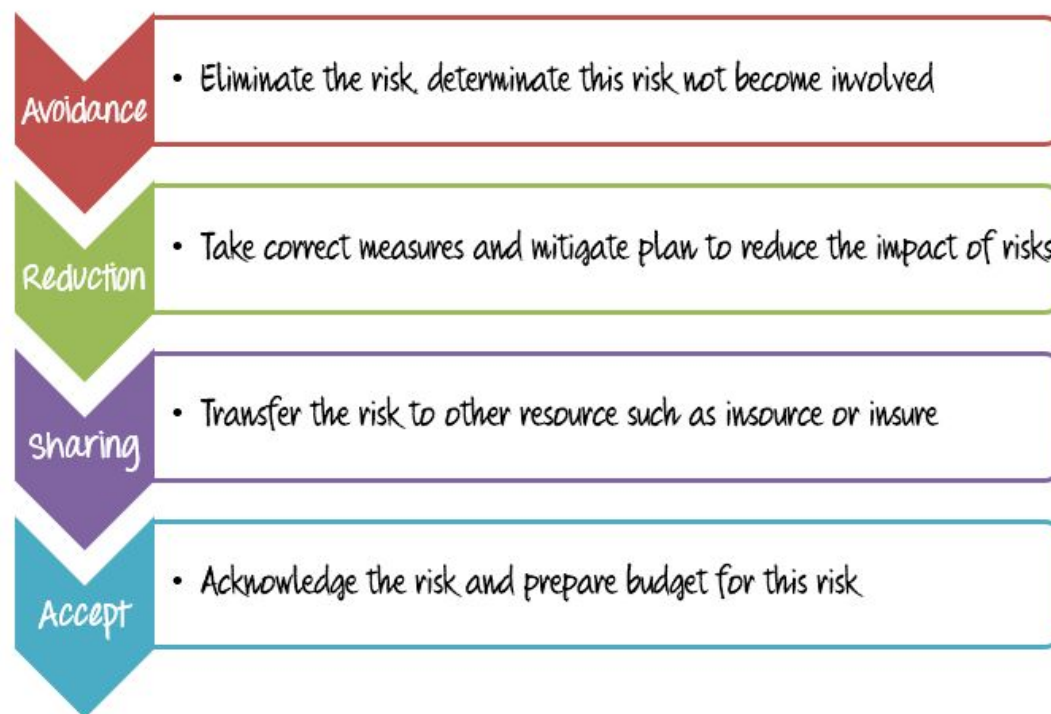 Avoidance
• Eliminate the risk, determinate this risk not become involved
Reduction
• Take correct measures and mitigate plan to reduce the impact of risks
Sharing
• Transfer the risk to other resource such as insource or insure
Accept
• Acknowledge the risk and prepare budget for this risk